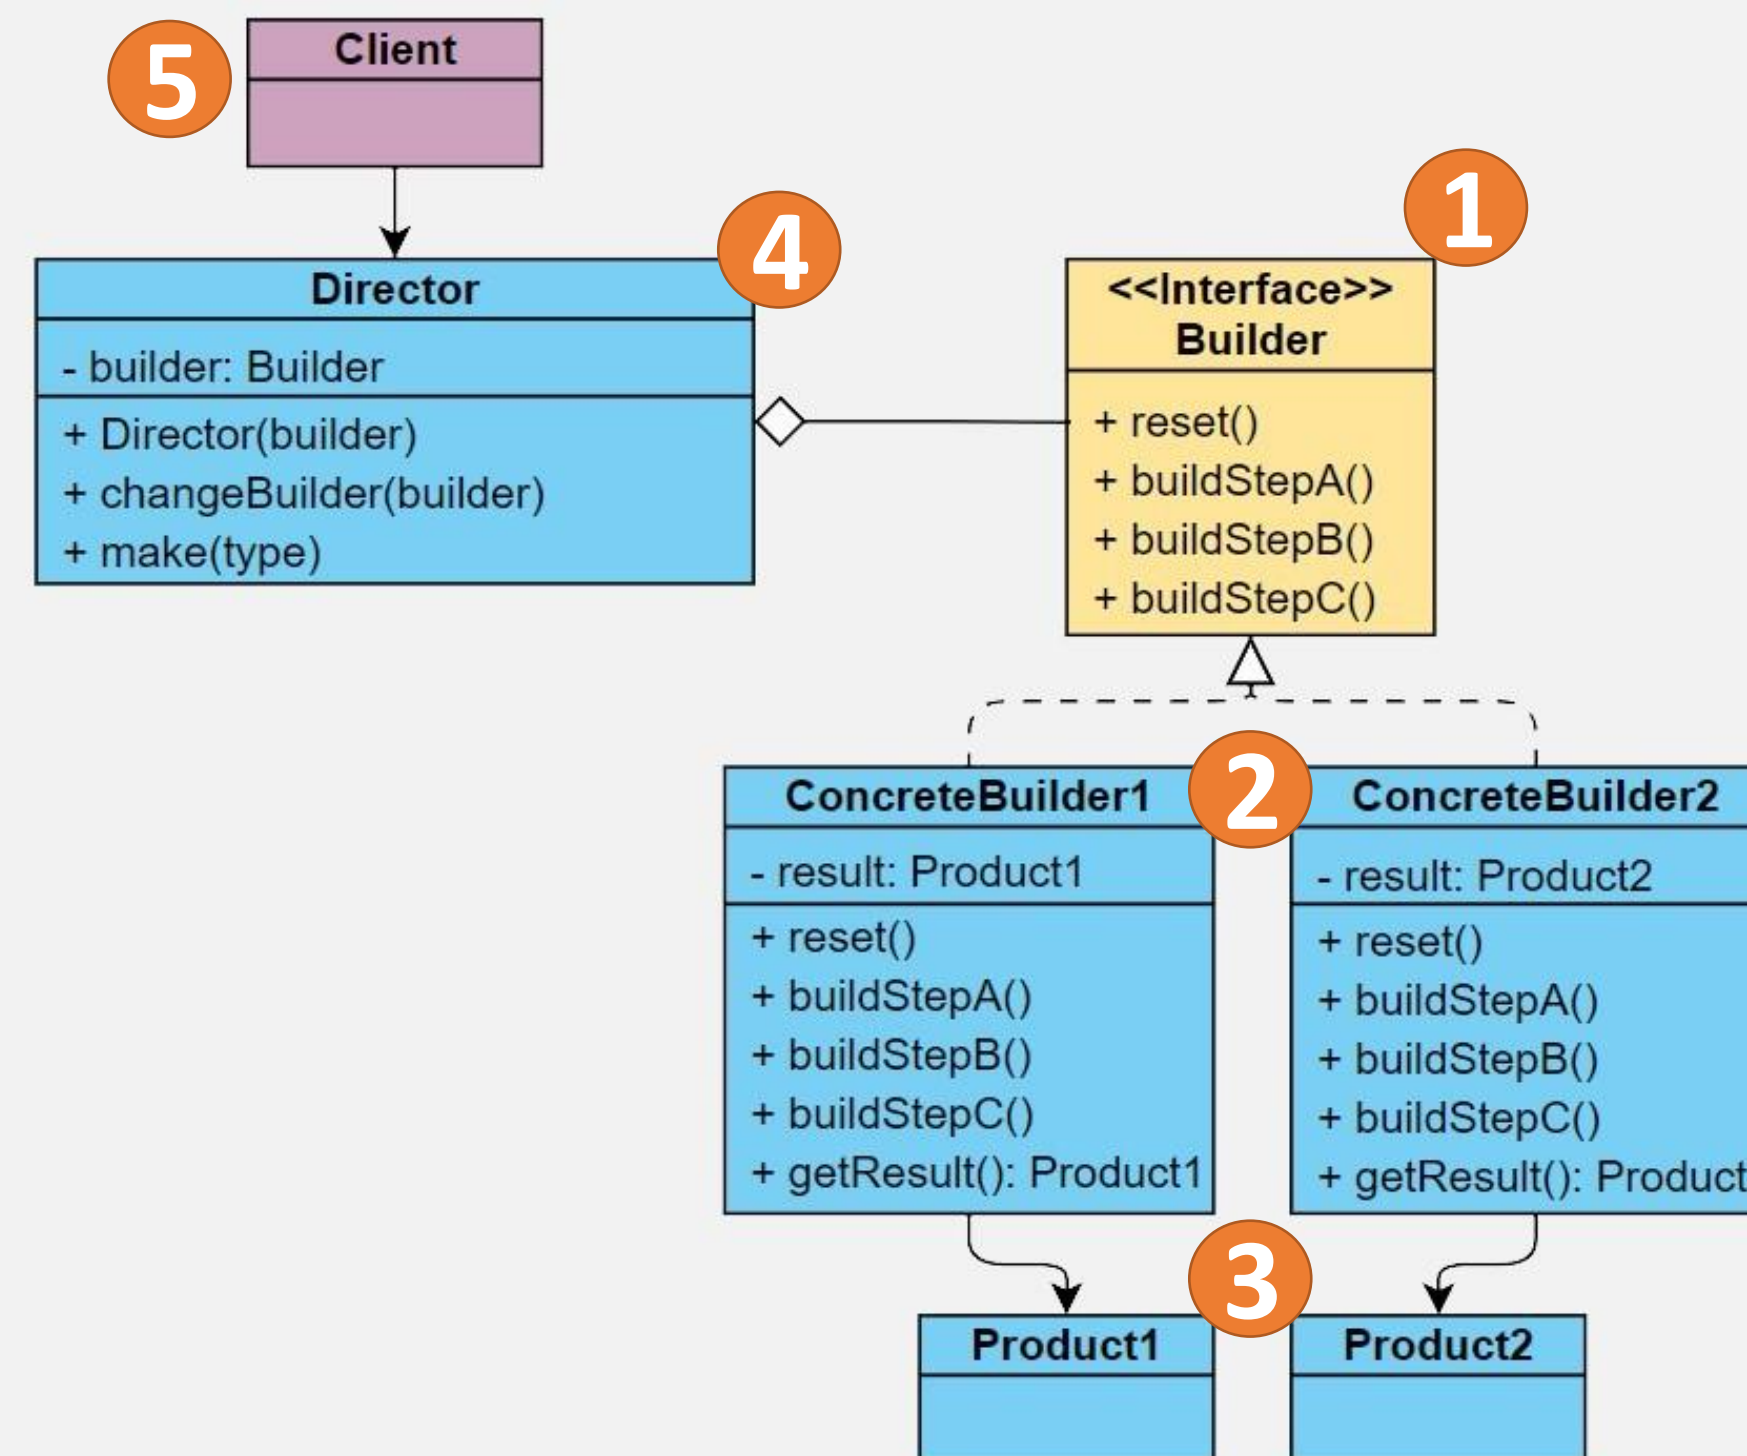 5
Client
4
Director
- builder: Builder
+ Director(builder)
+ changeBuilder(builder)
+ make(type)
1
<<Interface>>
Builder
+ reset()
+ buildStepA()
+ buildStepB()
+ buildStepC()
2
ConcreteBuilder1
- result: Product1
+ reset()
+ buildStepA()
+ buildStepB()
+ buildStepC()
+ getResult(): Product1
ConcreteBuilder2
- result: Product2
+ reset()
+ buildStepA()
+ buildStepB()
+ buildStepC()
+ getResult(): Product
3
Product1
Product2